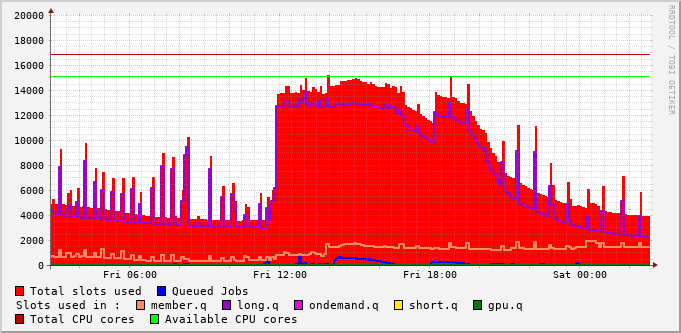 20000
18000
16000
14000
12000
10000
8000
6000
4000
2000
0
Fri 06:00 Fri 12:00 Fri 18:00 Sat 00:00
RRDTOOL / TOBI OETIKER
Total slots used Queued Jobs
Slots used in : member.q long.q ondemand.q short.q gpu.q
Total CPU cores Available CPU cores